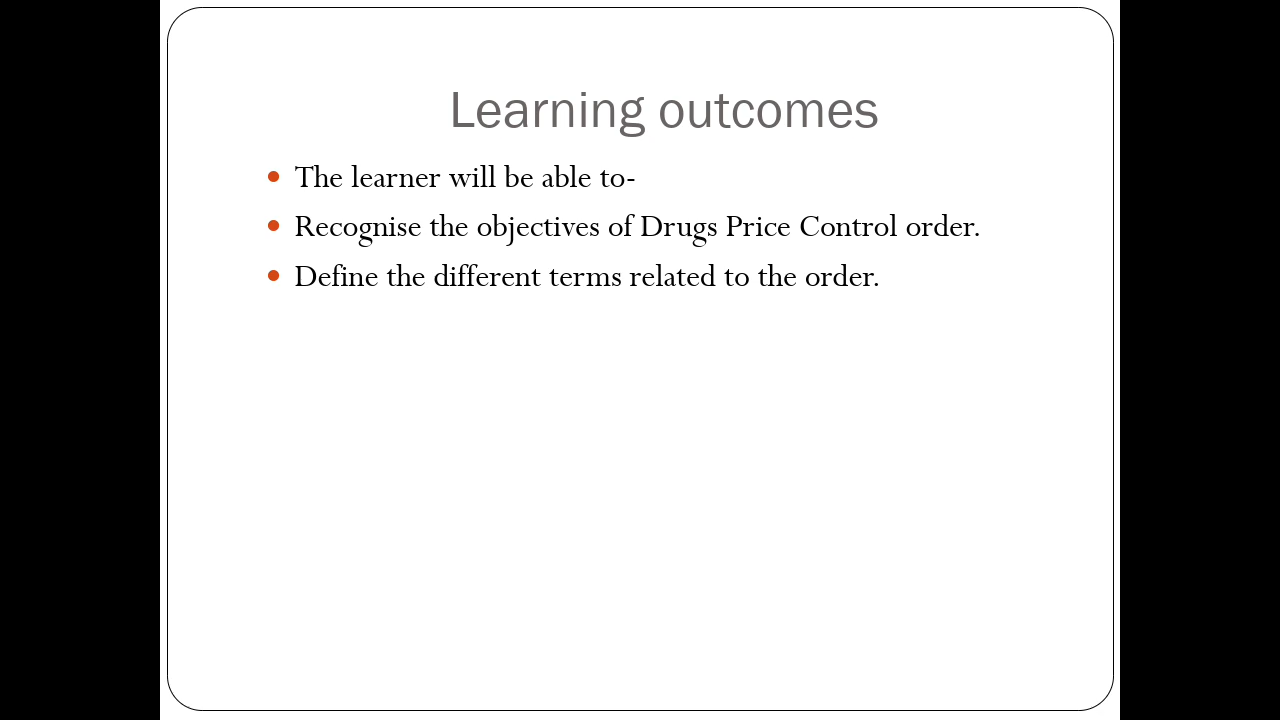 Learning outcomes
The learner will be able to-
Recognise the objectives of Drugs Price Control order.
Define the different terms related to the order.